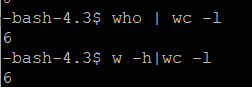 -bash-4.3$ who | wc -l
6
-bash-4.3$ w -h|wc -l
6